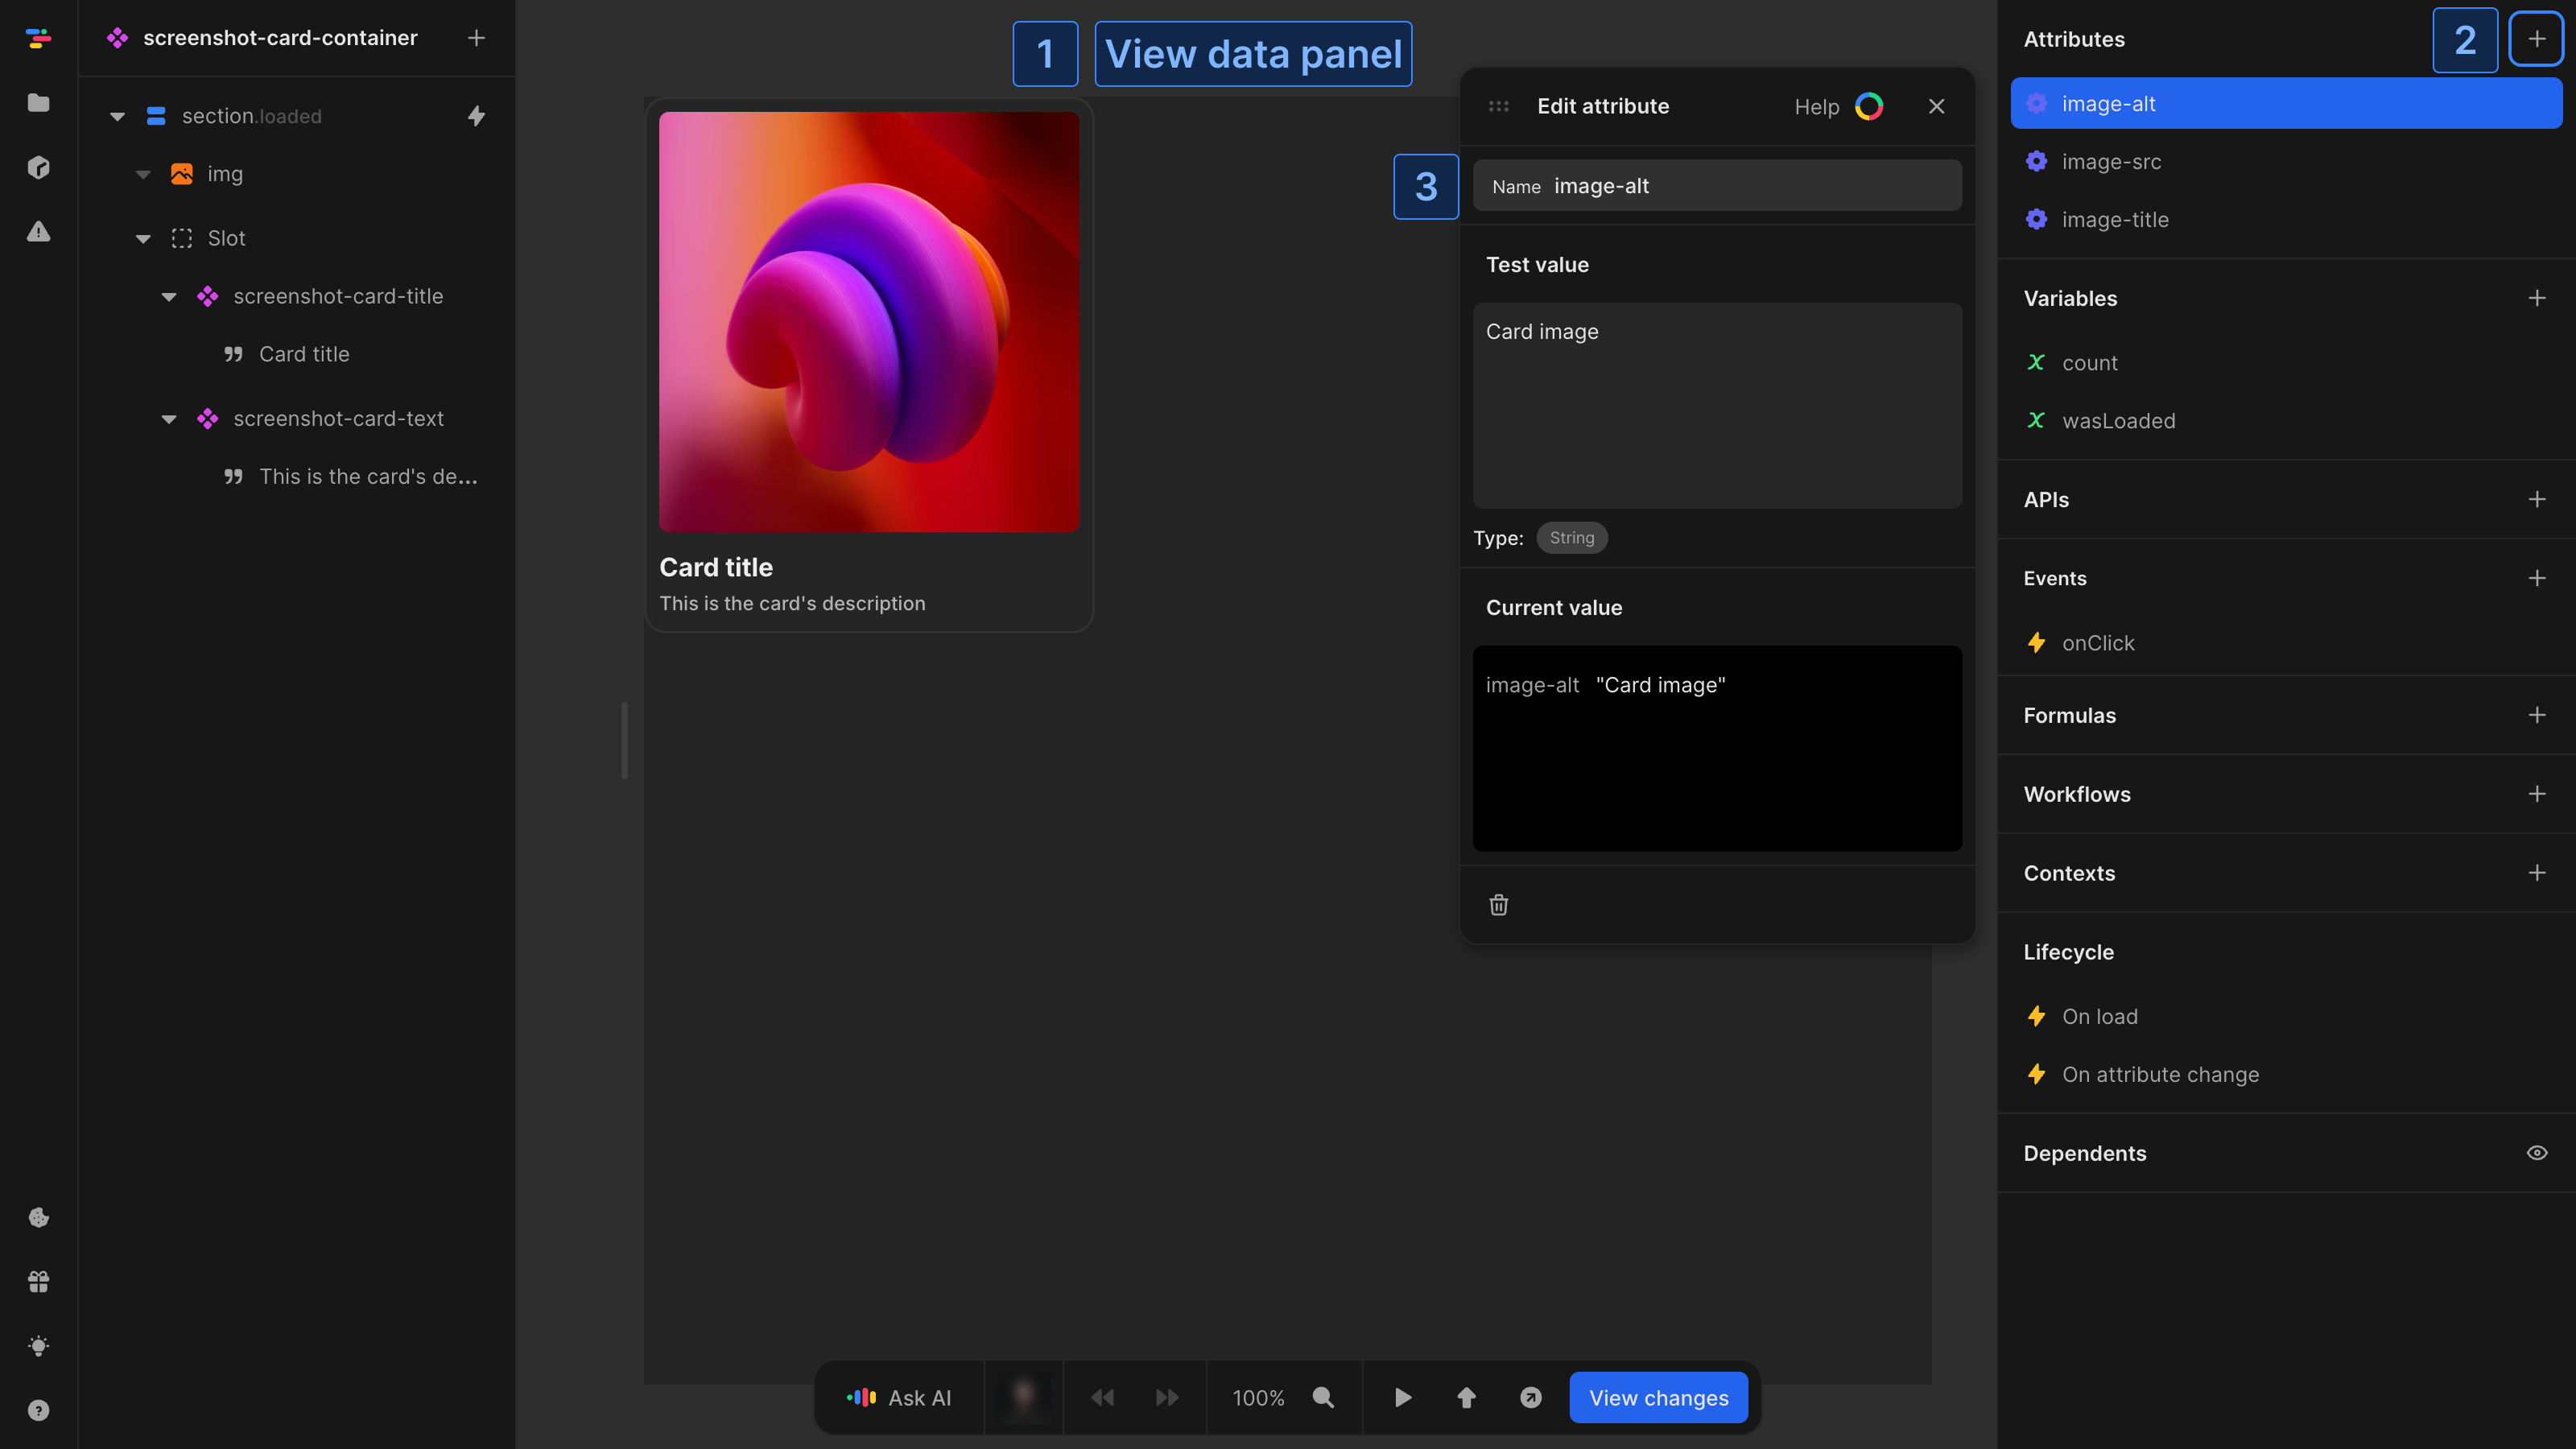 screenshot-card-container
section.loaded
img
Slot
screenshot-card-title
Card title
screenshot-card-text
This is the card's de...
1 View data panel
Card title
This is the card's description
Edit attribute Help
3 Name image-alt
Test value
Card image
Type: String
Current value
image-alt "Card image"
Ask AI 100% View changes
Attributes 2
image-alt
image-src
image-title
Variables
count
wasLoaded
APIs
Events
onClick
Formulas
Workflows
Contexts
Lifecycle
On load
On attribute change
Dependents